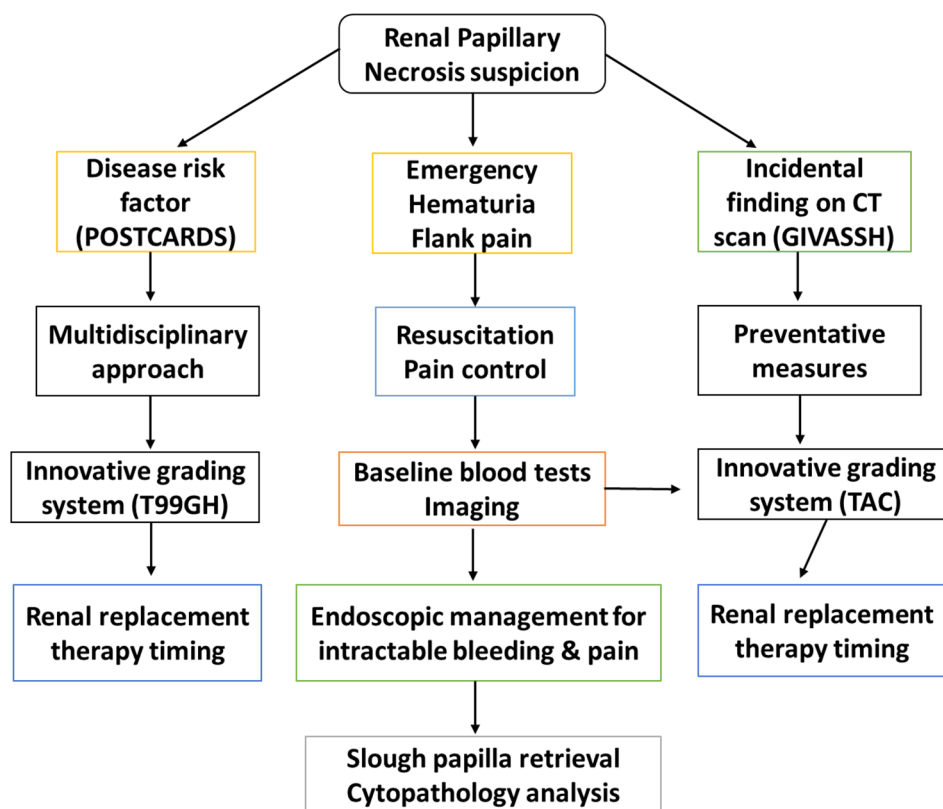 Renal Papillary
Necrosis suspicion
Disease risk
factor
(POSTCARDS)
Emergency
Hematuria
Flank pain
Incidental
finding on CT
scan (GIVASSH)
Multidisciplinary
approach
Resuscitation
Pain control
Preventative
measures
Innovative grading
system (T99GH)
Baseline blood tests
Imaging
Innovative grading
system (TAC)
Renal replacement
therapy timing
Endoscopic management for
intractable bleeding & pain
Renal replacement
therapy timing
Slough papilla retrieval
Cytopathology analysis